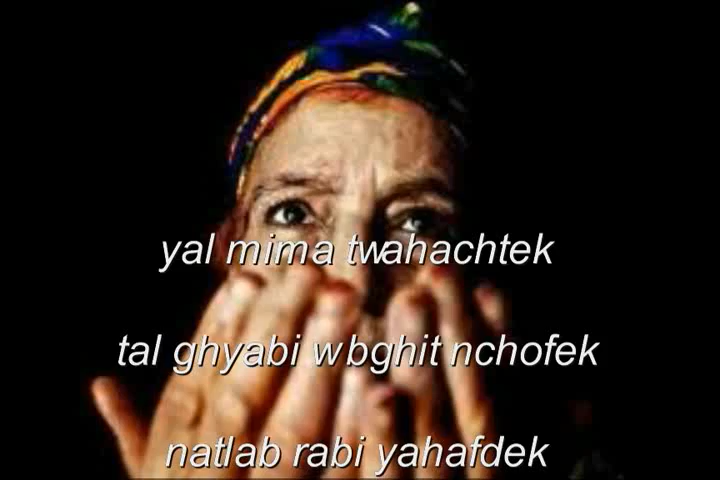 yal mima twahachtek
tal ghyabi wbghit nchofek
natlab rabi yahafdek